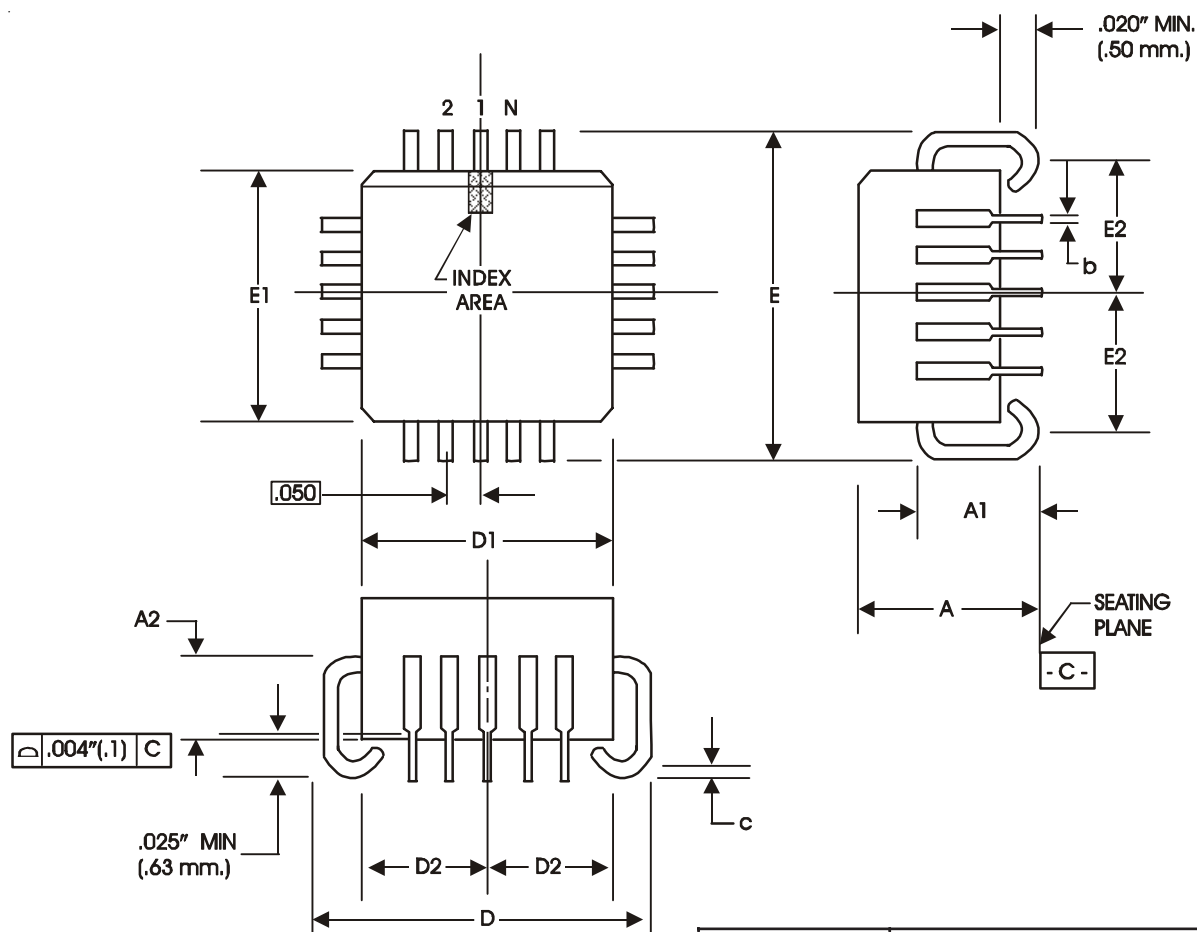 .020" MIN.
(.50 mm.)
2 1 N
INDEX
AREA
E1
E
E2
b
E2
.050
D1
A1
A
SEATING
PLANE
- C -
A2
⌓ .004"(.1) C
.025" MIN
(.63 mm.)
c
D2 D2
D